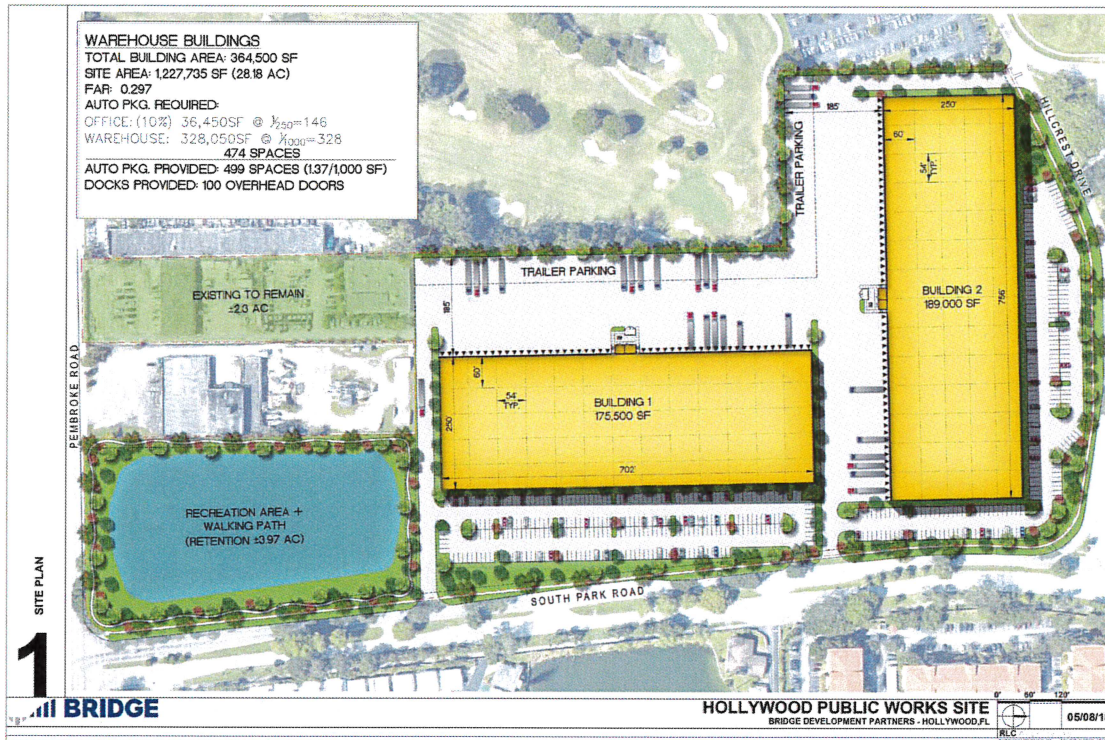 WAREHOUSE BUILDINGS
TOTAL BUILDING AREA: 364,500 SF
SITE AREA: 1,227,735 SF (28.18 AC)
FAR: 0.297
AUTO PKG. REQUIRED:
OFFICE: (10%) 36,450SF @ 1/250=146
WAREHOUSE: 328,050SF @ 1/1000=328
474 SPACES
AUTO PKG. PROVIDED: 499 SPACES (1.37/1,000 SF)
DOCKS PROVIDED: 100 OVERHEAD DOORS
185'
250'
HILLCREST DRIVE
60'
54'
TYP.
TRAILER PARKING
TRAILER PARKING
EXISTING TO REMAIN
±2.3 AC
185'
BUILDING 2
189,000 SF
756'
PEMBROKE ROAD
60'
54'
TYP.
BUILDING 1
175,500 SF
250'
702'
RECREATION AREA +
WALKING PATH
(RETENTION ±3.97 AC)
SOUTH PARK ROAD
SITE PLAN
1
BRIDGE
HOLLYWOOD PUBLIC WORKS SITE
BRIDGE DEVELOPMENT PARTNERS - HOLLYWOOD,FL
0' 60' 120'
RLC